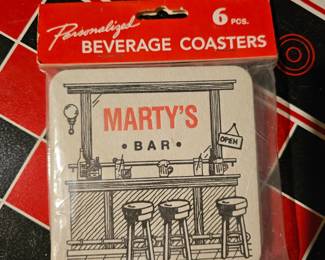 Personalized
6 PCS.
BEVERAGE COASTERS
MARTY'S
• BAR •
OPEN